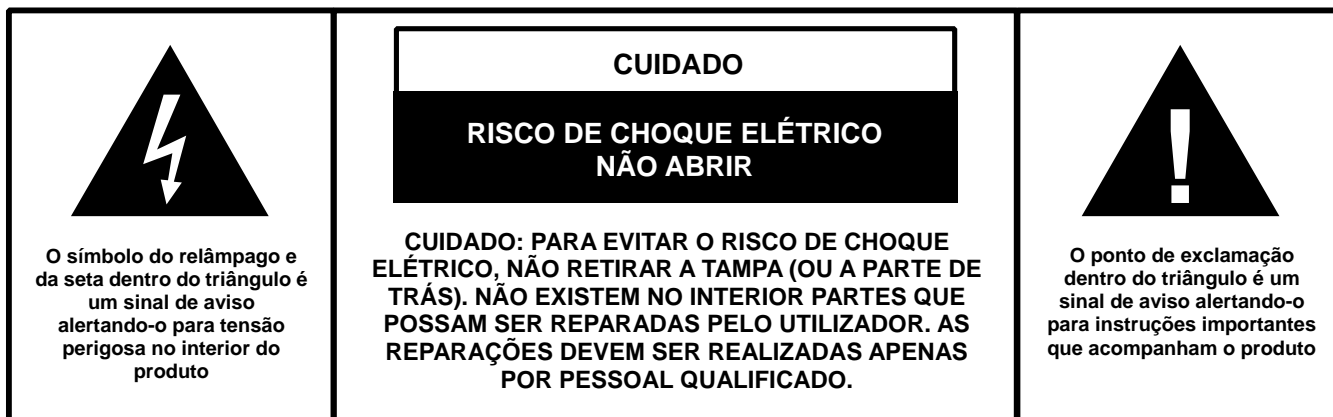 O símbolo do relâmpago e
da seta dentro do triângulo é
um sinal de aviso
alertando-o para tensão
perigosa no interior do
produto
CUIDADO
RISCO DE CHOQUE ELÉTRICO
NÃO ABRIR
CUIDADO: PARA EVITAR O RISCO DE CHOQUE
ELÉTRICO, NÃO RETIRAR A TAMPA (OU A PARTE DE
TRÁS). NÃO EXISTEM NO INTERIOR PARTES QUE
POSSAM SER REPARADAS PELO UTILIZADOR. AS
REPARAÇÕES DEVEM SER REALIZADAS APENAS
POR PESSOAL QUALIFICADO.
!
O ponto de exclamação
dentro do triângulo é um
sinal de aviso alertando-o
para instruções importantes
que acompanham o produto